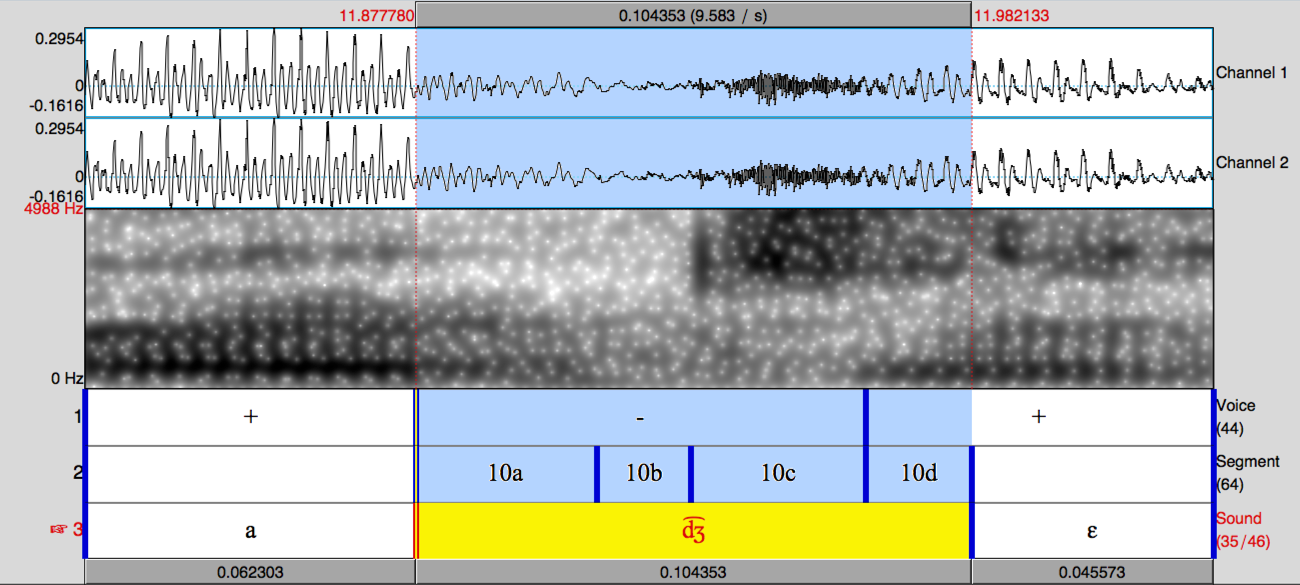 11.877780 0.104353 (9.583 / s) 11.982133
0.2954
0
-0.1616
Channel 1
0.2954
0
-0.1616
Channel 2
4988 Hz
0 Hz
1 + - + Voice
(44)
2 10a 10b 10c 10d Segment
(64)
☞ 3 a d͡ʒ ɛ Sound
(35/46)
0.062303 0.104353 0.045573